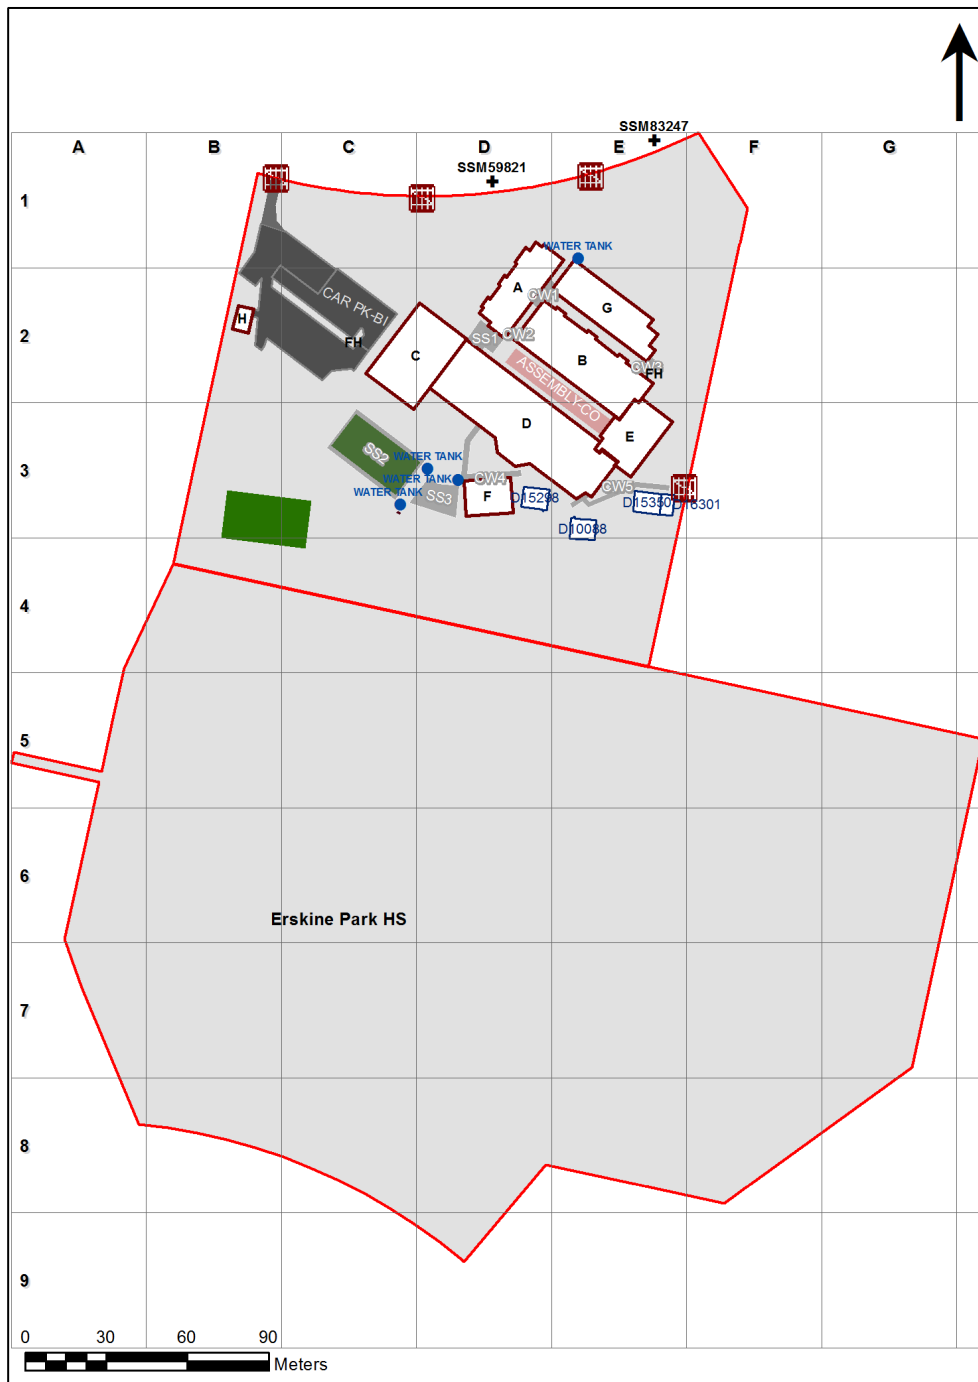 SSM83247
A B C D E F G
SSM59821
1
WATER TANK
A
CW1
CAR PK-BI
G
H
2
SS1
CW2
FH
C
B
CW3
FH
ASSEMBLY-CO
D
E
SS2
WATER TANK
3
WATER TANK
CW4
CW5
WATER TANK
SS3
F
D15298
D15350
D16301
D10088
4
5
6
Erskine Park HS
7
8
9
0 30 60 90
Meters